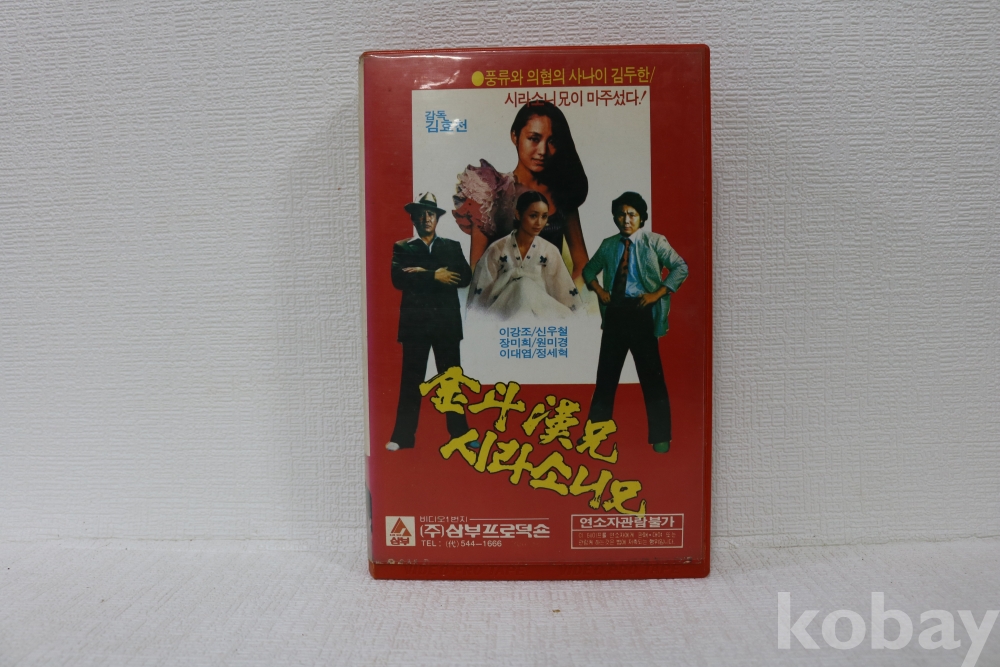 ●풍류와 의협의 사나이 김두한/
시라소니兄이 마주섰다!
감독
김효천
이강조/신우철
장미희/원미경
이대엽/정세혁
金斗漢兄
시라소니兄
비디오1번지
(주)삼부프로덕숀
TEL : (代) 544-1666
삼부
연소자관람불가
kobay